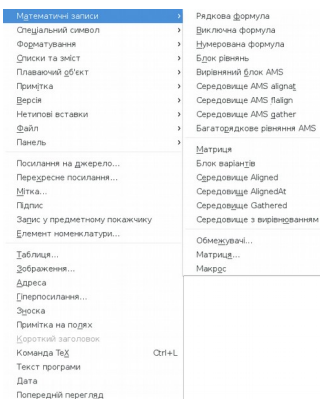 Математичні записи
Спеціальний символ
Форматування
Списки та зміст
Плаваючий об'єкт
Примітка
Версія
Нетипові вставки
Файл
Панель
Посилання на джерело...
Перехресне посилання...
Мітка...
Підпис
Запис у предметному покажчику
Елемент номенклатури...
Таблиця...
Зображення...
Адреса
Гіперпосилання...
Зноска
Примітка на полях
Короткий заголовок
Команда TeX Ctrl+L
Текст програми
Дата
Попередній перегляд
Рядкова формула
Виключна формула
Нумерована формула
Блок рівнянь
Вирівняний блок AMS
Середовище AMS alignat
Середовище AMS flalign
Середовище AMS gather
Багаторядкове рівняння AMS
Матриця
Блок варіантів
Середовище Aligned
Середовище AlignedAt
Середовище Gathered
Середовище з вирівнюванням
Обмежувачі...
Матриця...
Макрос